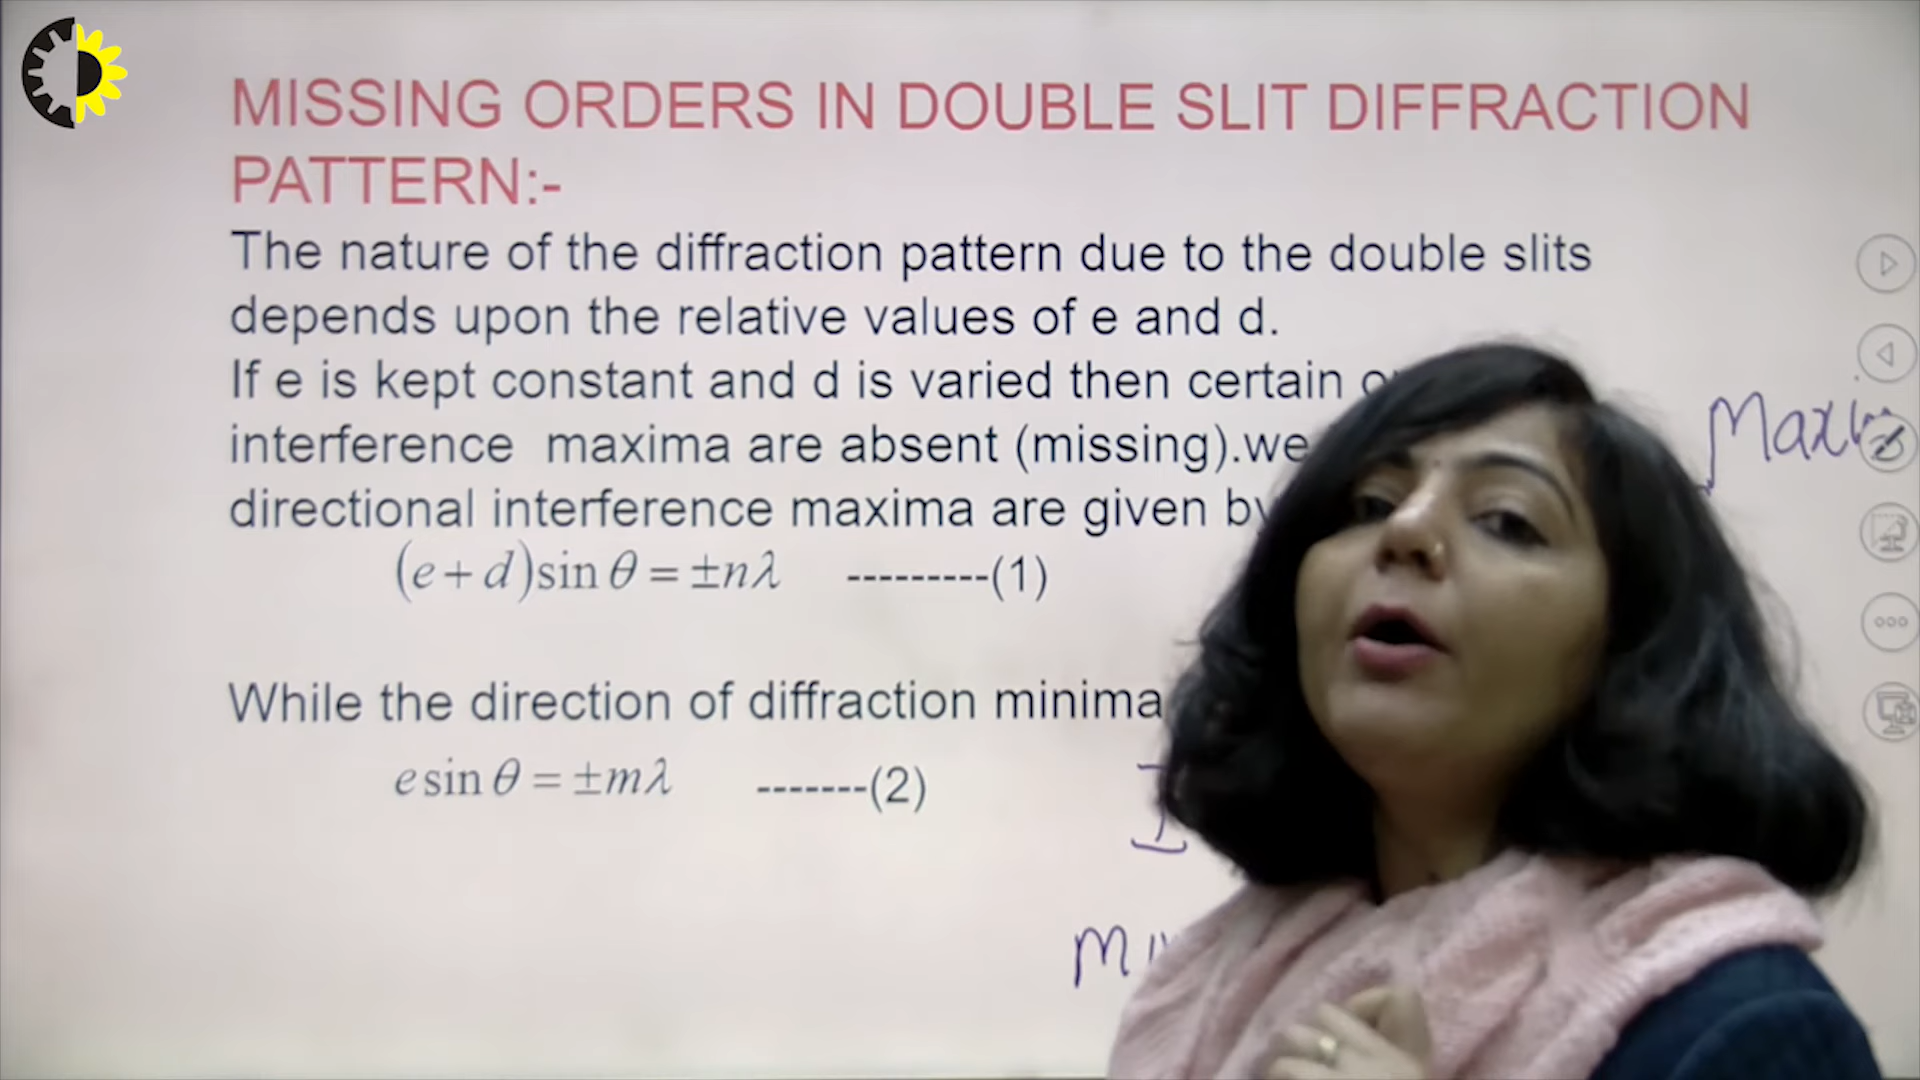 MISSING ORDERS IN DOUBLE SLIT DIFFRACTION
PATTERN:-
The nature of the diffraction pattern due to the double slits
depends upon the relative values of e and d.
If e is kept constant and d is varied then certain
interference maxima are absent (missing).we
directional interference maxima are given by
(e+d)sin θ = ±nλ ---------(1)
While the direction of diffraction minima
e sin θ = ±mλ -------(2)